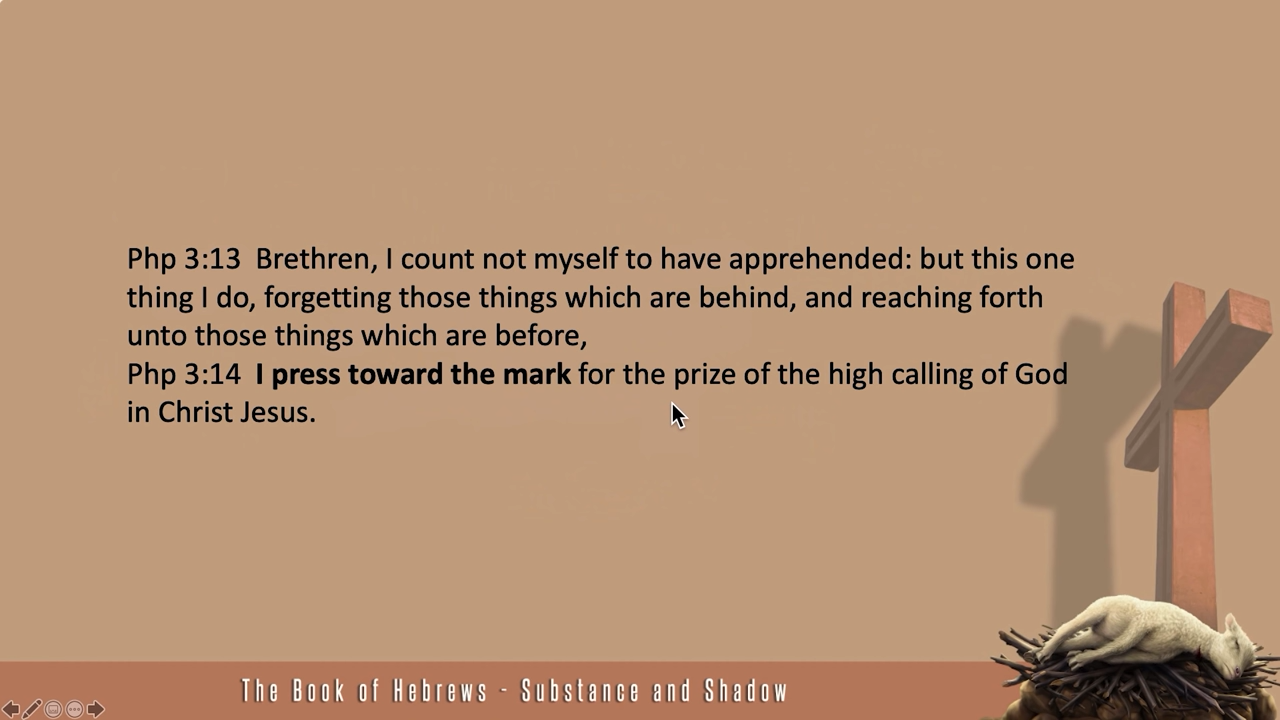 Php 3:13  Brethren, I count not myself to have apprehended: but this one
thing I do, forgetting those things which are behind, and reaching forth
unto those things which are before,
Php 3:14  I press toward the mark for the prize of the high calling of God
in Christ Jesus.
The Book of Hebrews - Substance and Shadow